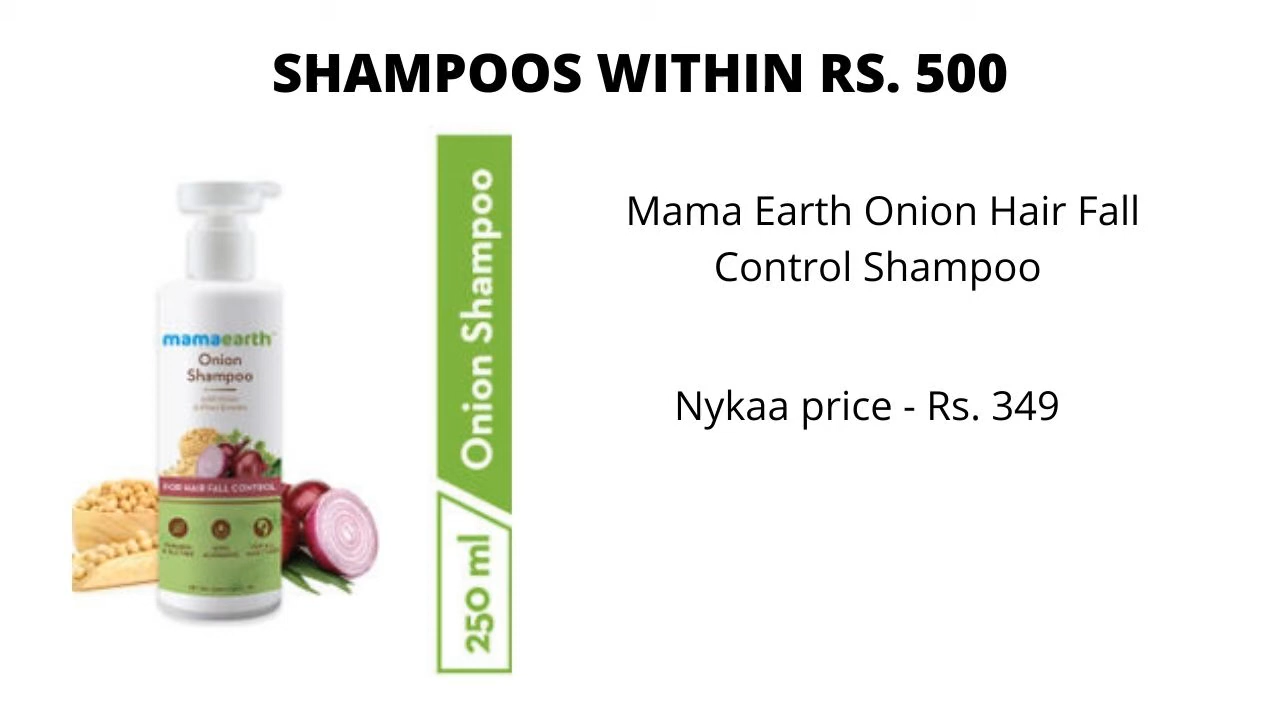 SHAMPOOS WITHIN RS. 500
mamaearth
Onion
Shampoo
FOR HAIR FALL CONTROL
Onion Shampoo
250 ml
Mama Earth Onion Hair Fall
Control Shampoo
Nykaa price - Rs. 349